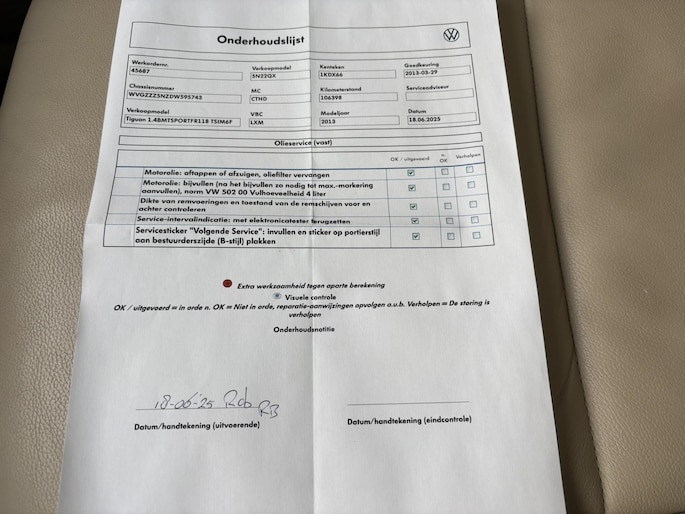 Onderhoudslijst
Werkordernr. Verkoopmodel Kenteken Goedkeuring
45687 5N22QX 1KDX66 2013-05-29
Chassisnummer MC Kilometerstand Serviceadviseur
WVGZZZ5NZDW595743 CTHD 106398
Verkoopmodel VBC Modeljaar Datum
Tiguan 1.4BMTSPORTFR118 TSIM6F LXM 2013 18.06.2025
Olieservice (vast)
OK / uitgevoerd n. OK Verholpen
Motorolie: aftappen of afzuigen, oliefilter vervangen
Motorolie: bijvullen (na het bijvullen zo nodig tot max.-markering
aanvullen), norm VW 502 00 Vulhoeveelheid 4 liter
Dikte van remvoeringen en toestand van de remschijven voor en
achter controleren
Service-intervalindicatie: met elektronicatester terugzetten
Servicesticker "Volgende Service": invullen en sticker op portierstijl
aan bestuurderszijde (B-stijl) plakken
Extra werkzaamheid tegen aparte berekening
Visuele controle
OK / uitgevoerd = in orde n. OK = Niet in orde, reparatie-aanwijzingen opvolgen a.u.b. Verholpen = De storing is
verholpen
Onderhoudsnotitie
18-06-25 Rob RB
Datum/handtekening (uitvoerende) Datum/handtekening (eindcontrole)